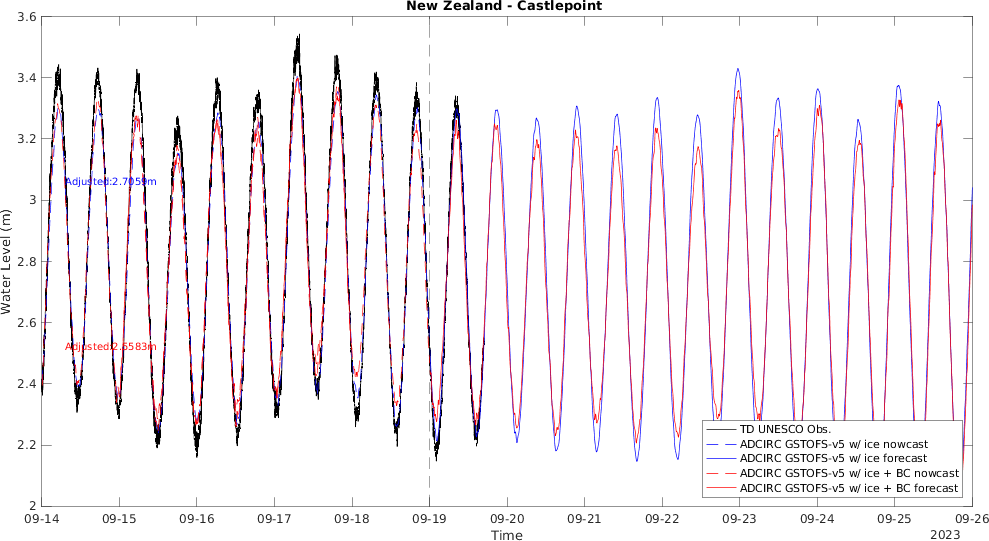 New Zealand - Castlepoint
3.6
3.4
3.2
3
2.8
2.6
2.4
2.2
2
Water Level (m)
Adjusted:2.7059m
Adjusted:2.6583m
TD UNESCO Obs.
ADCIRC GSTOFS-v5 w/ ice nowcast
ADCIRC GSTOFS-v5 w/ ice forecast
ADCIRC GSTOFS-v5 w/ ice + BC nowcast
ADCIRC GSTOFS-v5 w/ ice + BC forecast
09-14 09-15 09-16 09-17 09-18 09-19 09-20 09-21 09-22 09-23 09-24 09-25 09-26
Time
2023